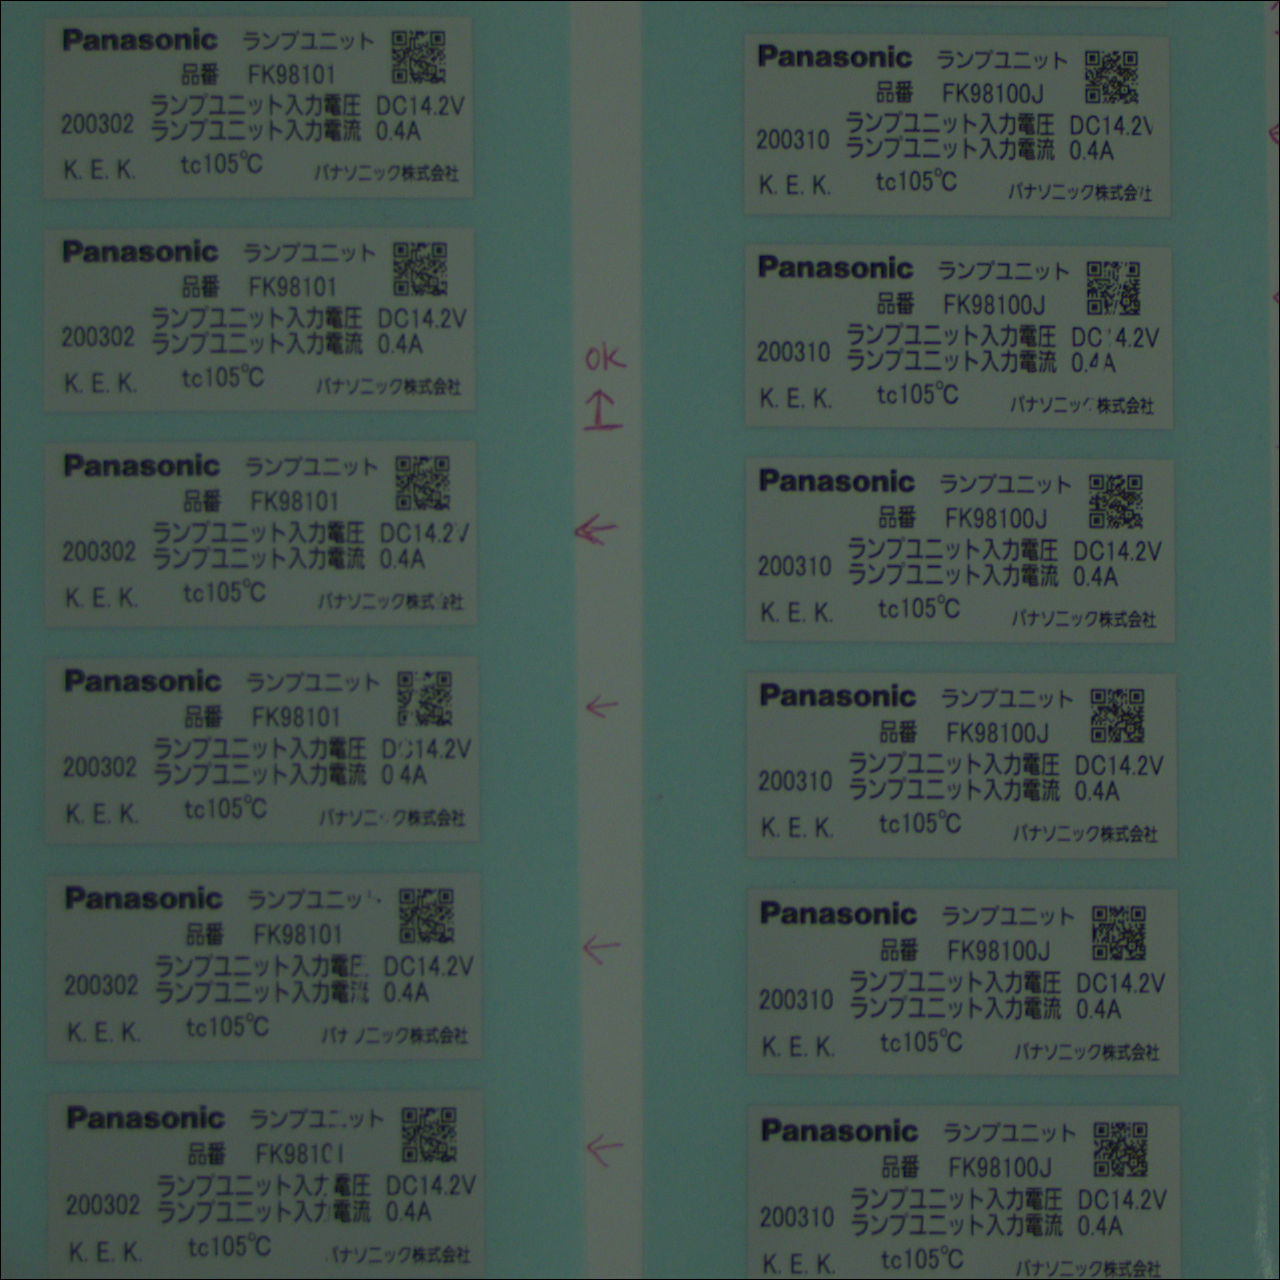 Panasonic ランプユニット
品番 FK98101
ランプユニット入力電圧 DC14.2V
200302 ランプユニット入力電流 0.4A
K. E. K. tc105℃ パナソニック株式会社
Panasonic ランプユニット
品番 FK98101
ランプユニット入力電圧 DC14.2V
200302 ランプユニット入力電流 0.4A
K. E. K. tc105℃ パナソニック株式会社
Panasonic ランプユニット
品番 FK98101
ランプユニット入力電圧 DC14.2V
200302 ランプユニット入力電流 0.4A
K. E. K. tc105℃ パナソニック株式会社
Panasonic ランプユニット
品番 FK98101
ランプユニット入力電圧 DC14.2V
200302 ランプユニット入力電流 0 4A
K. E. K. tc105℃ パナソニック株式会社
Panasonic ランプユニット
品番 FK98101
ランプユニット入力電圧 DC14.2V
200302 ランプユニット入力電流 0.4A
K. E. K. tc105℃ パナソニック株式会社
Panasonic ランプユニット
品番 FK98101
ランプユニット入力電圧 DC14.2V
200302 ランプユニット入力電流 0.4A
K. E. K. tc105℃ パナソニック株式会社
OK
Panasonic ランプユニット
品番 FK98100J
ランプユニット入力電圧 DC14.2V
200310 ランプユニット入力電流 0.4A
K. E. K. tc105℃ パナソニック株式会社
Panasonic ランプユニット
品番 FK98100J
ランプユニット入力電圧 DC14.2V
200310 ランプユニット入力電流 0.4A
K. E. K. tc105℃ パナソニック株式会社
Panasonic ランプユニット
品番 FK98100J
ランプユニット入力電圧 DC14.2V
200310 ランプユニット入力電流 0.4A
K. E. K. tc105℃ パナソニック株式会社
Panasonic ランプユニット
品番 FK98100J
ランプユニット入力電圧 DC14.2V
200310 ランプユニット入力電流 0.4A
K. E. K. tc105℃ パナソニック株式会社
Panasonic ランプユニット
品番 FK98100J
ランプユニット入力電圧 DC14.2V
200310 ランプユニット入力電流 0.4A
K. E. K. tc105℃ パナソニック株式会社
Panasonic ランプユニット
品番 FK98100J
ランプユニット入力電圧 DC14.2V
200310 ランプユニット入力電流 0.4A
K. E. K. tc105℃ パナソニック株式会社